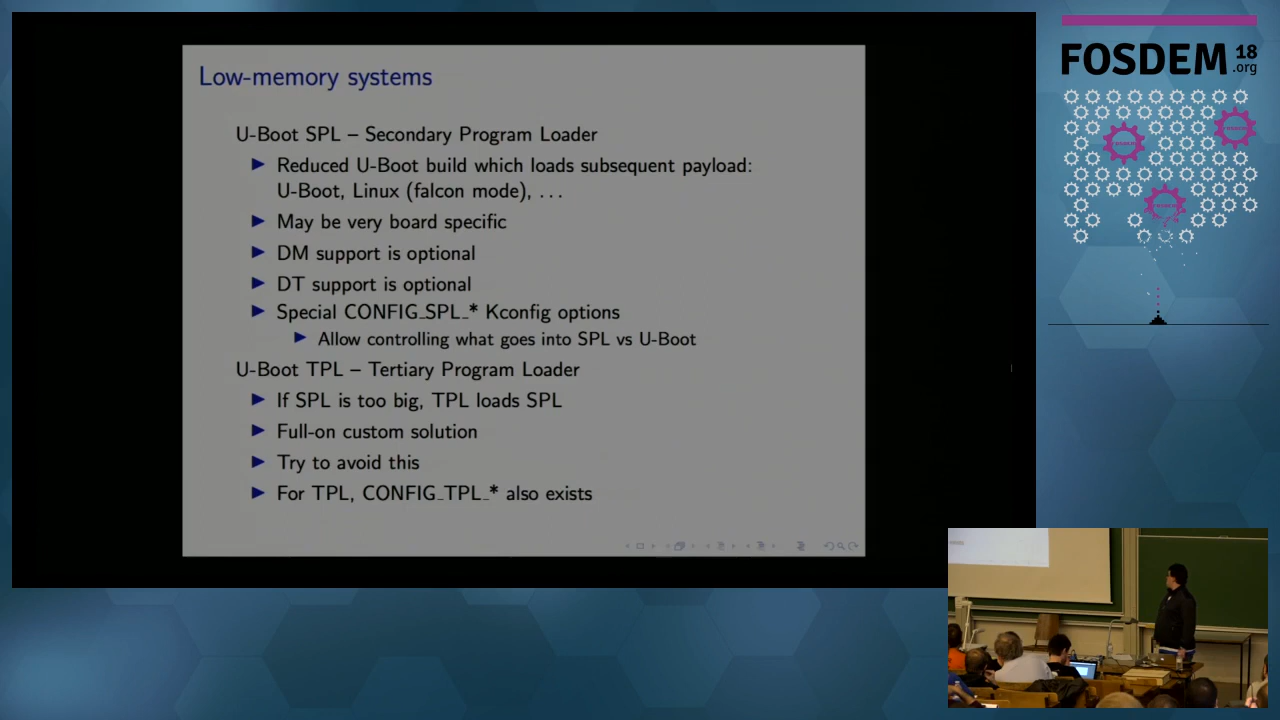 Low-memory systems
U-Boot SPL – Secondary Program Loader
Reduced U-Boot build which loads subsequent payload:
U-Boot, Linux (falcon mode), ...
May be very board specific
DM support is optional
DT support is optional
Special CONFIG_SPL_* Kconfig options
Allow controlling what goes into SPL vs U-Boot
U-Boot TPL – Tertiary Program Loader
If SPL is too big, TPL loads SPL
Full-on custom solution
Try to avoid this
For TPL, CONFIG_TPL_* also exists
FOSDEM 18
.org